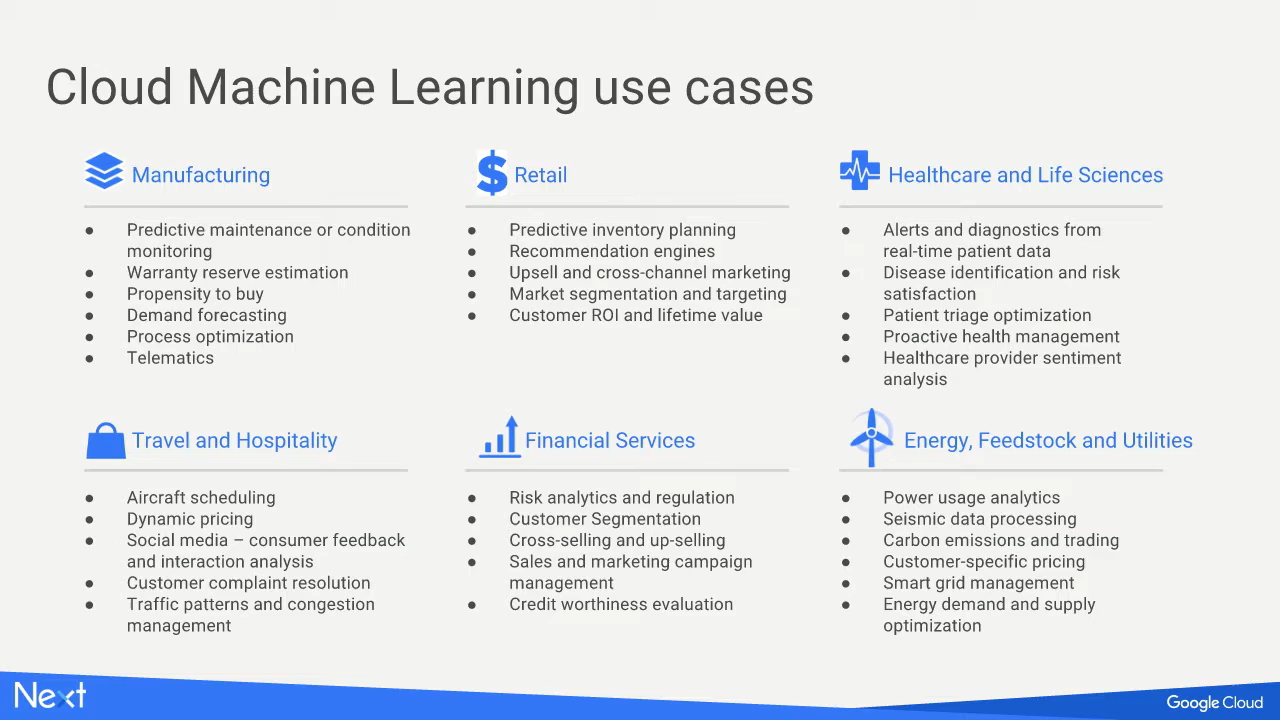 Cloud Machine Learning use cases
Manufacturing
● Predictive maintenance or condition
monitoring
● Warranty reserve estimation
● Propensity to buy
● Demand forecasting
● Process optimization
● Telematics
Retail
● Predictive inventory planning
● Recommendation engines
● Upsell and cross-channel marketing
● Market segmentation and targeting
● Customer ROI and lifetime value
Healthcare and Life Sciences
● Alerts and diagnostics from
real-time patient data
● Disease identification and risk
satisfaction
● Patient triage optimization
● Proactive health management
● Healthcare provider sentiment
analysis
Travel and Hospitality
● Aircraft scheduling
● Dynamic pricing
● Social media – consumer feedback
and interaction analysis
● Customer complaint resolution
● Traffic patterns and congestion
management
Financial Services
● Risk analytics and regulation
● Customer Segmentation
● Cross-selling and up-selling
● Sales and marketing campaign
management
● Credit worthiness evaluation
Energy, Feedstock and Utilities
● Power usage analytics
● Seismic data processing
● Carbon emissions and trading
● Customer-specific pricing
● Smart grid management
● Energy demand and supply
optimization
Next
Google Cloud